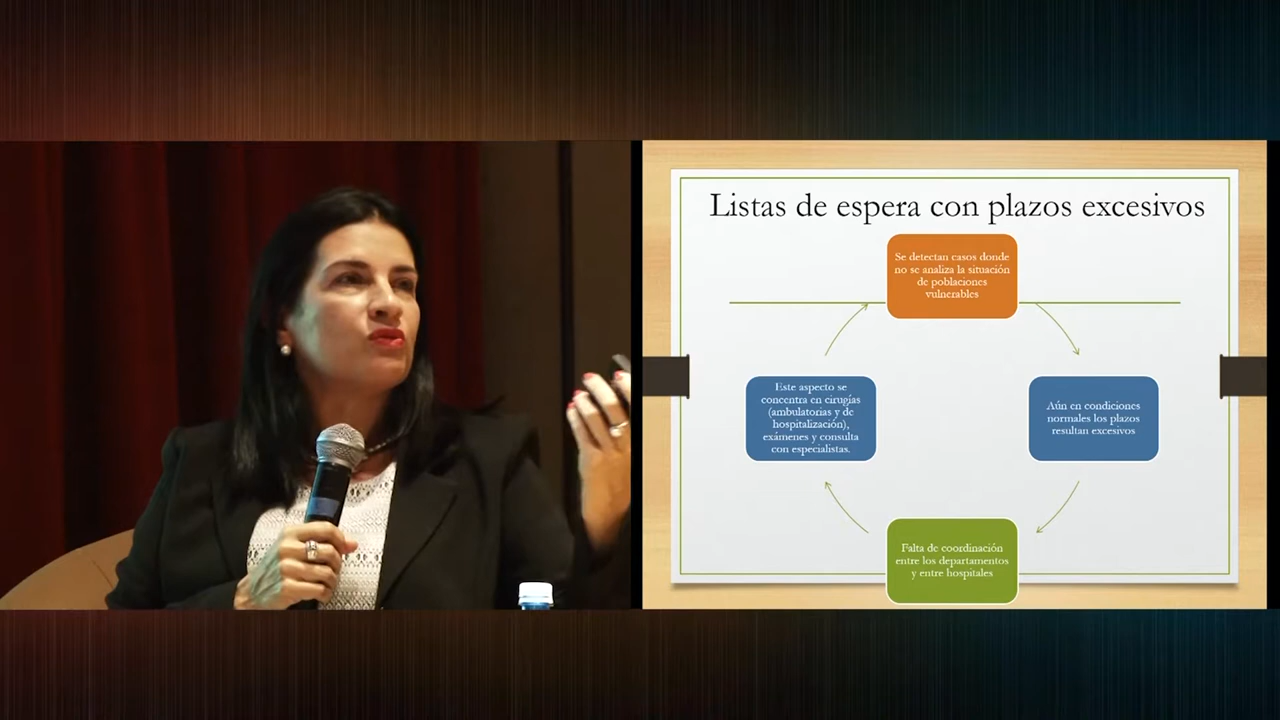 Listas de espera con plazos excesivos
Se detectan casos donde
no se analiza la situación
de poblaciones
vulnerables
Aún en condiciones
normales los plazos
resultan excesivos
Falta de coordinación
entre los departamentos
y entre hospitales
Este aspecto se
concentra en cirugías
(ambulatorias y de
hospitalización),
exámenes y consulta
con especialistas.